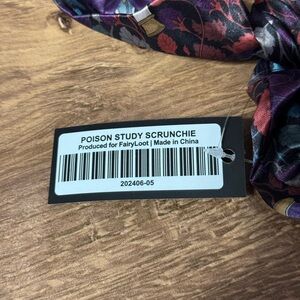 POISON STUDY SCRUNCHIE
Produced for FairyLoot | Made in China
202406-05